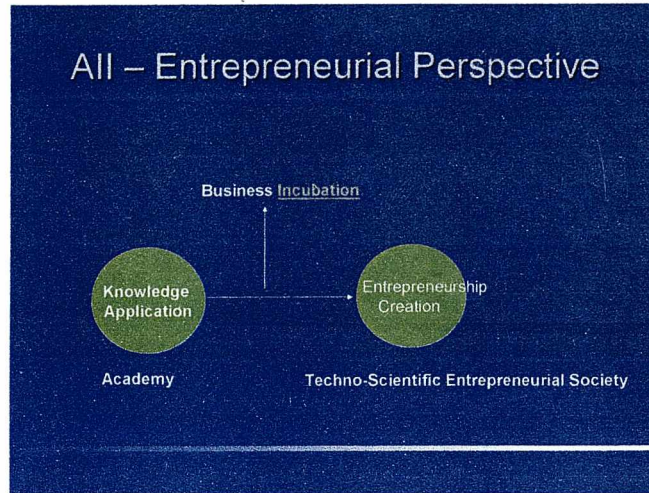 AII – Entrepreneurial Perspective
Business Incubation
Knowledge
Application
Entrepreneurship
Creation
Academy
Techno-Scientific Entrepreneurial Society